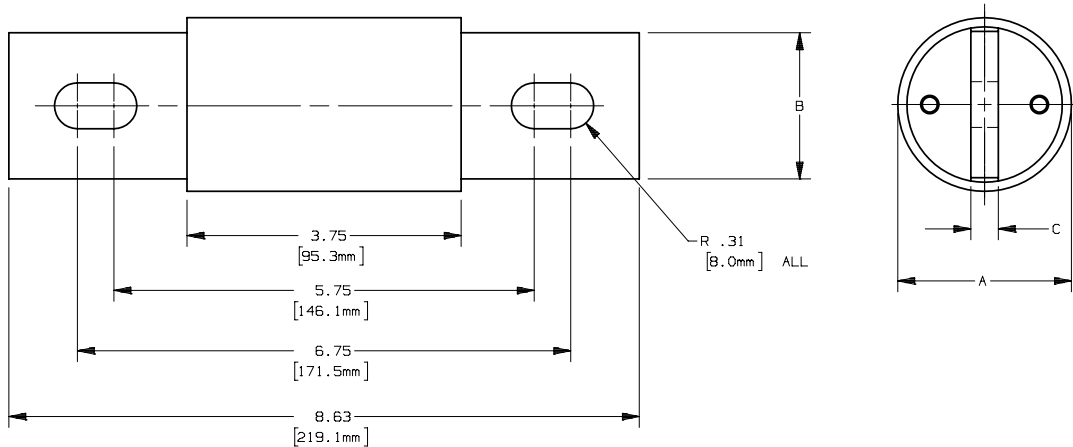 B
3.75
[95.3mm]
R .31
[8.0mm] ALL
C
5.75
[146.1mm]
A
6.75
[171.5mm]
8.63
[219.1mm]